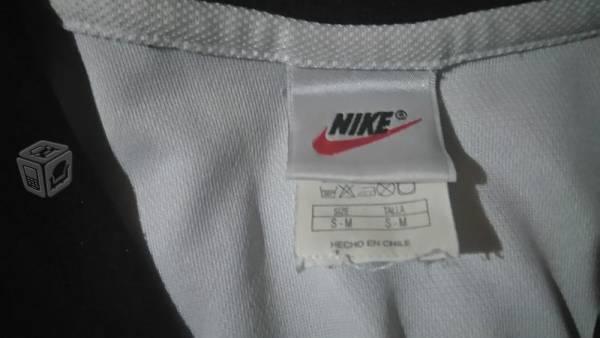 NIKE®
SIZE TALLA
S-M S-M
HECHO EN CHILE